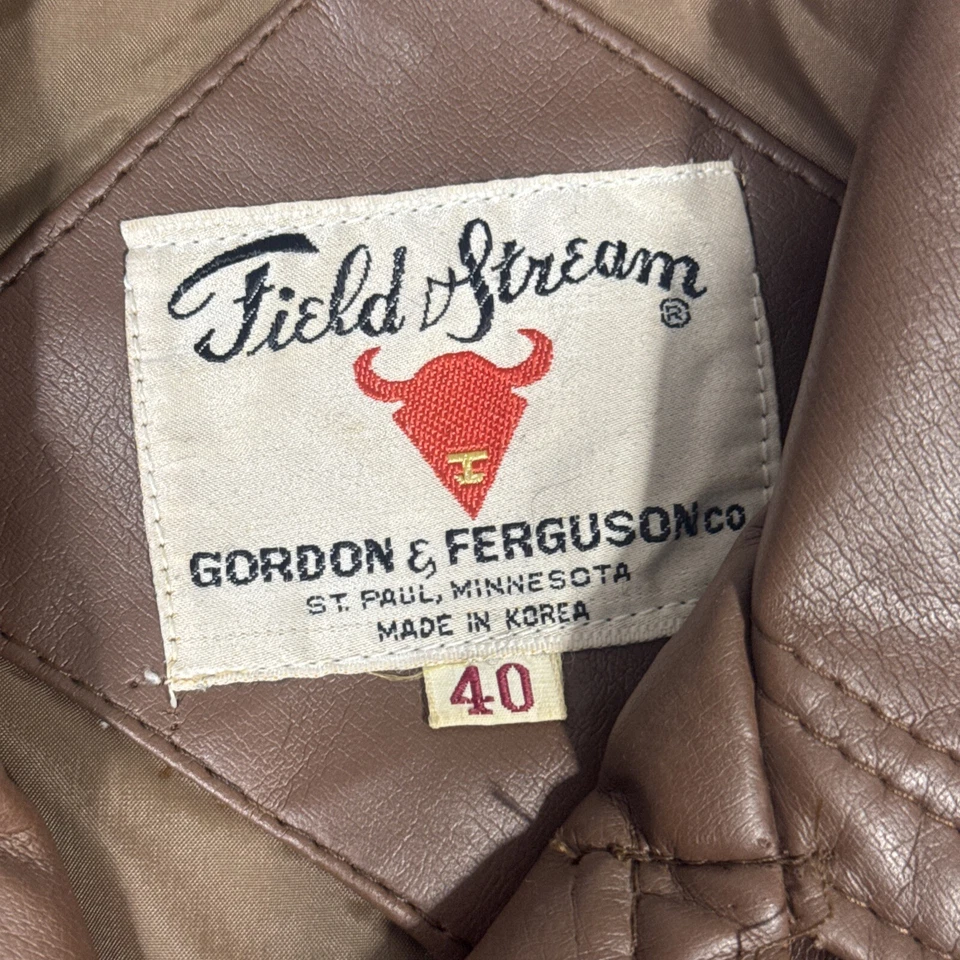 Field & Stream ®
GORDON & FERGUSON CO
ST. PAUL, MINNESOTA
MADE IN KOREA
40